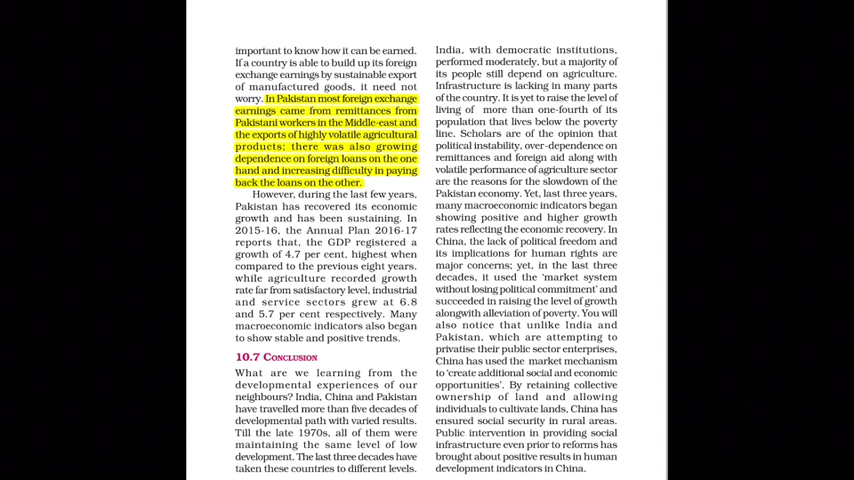 important to know how it can be earned.
If a country is able to build up its foreign
exchange earnings by sustainable export
of manufactured goods, it need not
worry. In Pakistan most foreign exchange
earnings came from remittances from
Pakistani workers in the Middle-east and
the exports of highly volatile agricultural
products; there was also growing
dependence on foreign loans on the one
hand and increasing difficulty in paying
back the loans on the other.
However, during the last few years,
Pakistan has recovered its economic
growth and has been sustaining. In
2015-16, the Annual Plan 2016-17
reports that, the GDP registered a
growth of 4.7 per cent, highest when
compared to the previous eight years.
while agriculture recorded growth
rate far from satisfactory level, industrial
and service sectors grew at 6.8
and 5.7 per cent respectively. Many
macroeconomic indicators also began
to show stable and positive trends.
10.7 Conclusion
What are we learning from the
developmental experiences of our
neighbours? India, China and Pakistan
have travelled more than five decades of
developmental path with varied results.
Till the late 1970s, all of them were
maintaining the same level of low
development. The last three decades have
taken these countries to different levels.
India, with democratic institutions,
performed moderately, but a majority of
its people still depend on agriculture.
Infrastructure is lacking in many parts
of the country. It is yet to raise the level of
living of more than one-fourth of its
population that lives below the poverty
line. Scholars are of the opinion that
political instability, over-dependence on
remittances and foreign aid along with
volatile performance of agriculture sector
are the reasons for the slowdown of the
Pakistan economy. Yet, last three years,
many macroeconomic indicators began
showing positive and higher growth
rates reflecting the economic recovery. In
China, the lack of political freedom and
its implications for human rights are
major concerns; yet, in the last three
decades, it used the ‘market system
without losing political commitment’ and
succeeded in raising the level of growth
alongwith alleviation of poverty. You will
also notice that unlike India and
Pakistan, which are attempting to
privatise their public sector enterprises,
China has used the market mechanism
to ‘create additional social and economic
opportunities’. By retaining collective
ownership of land and allowing
individuals to cultivate lands, China has
ensured social security in rural areas.
Public intervention in providing social
infrastructure even prior to reforms has
brought about positive results in human
development indicators in China.